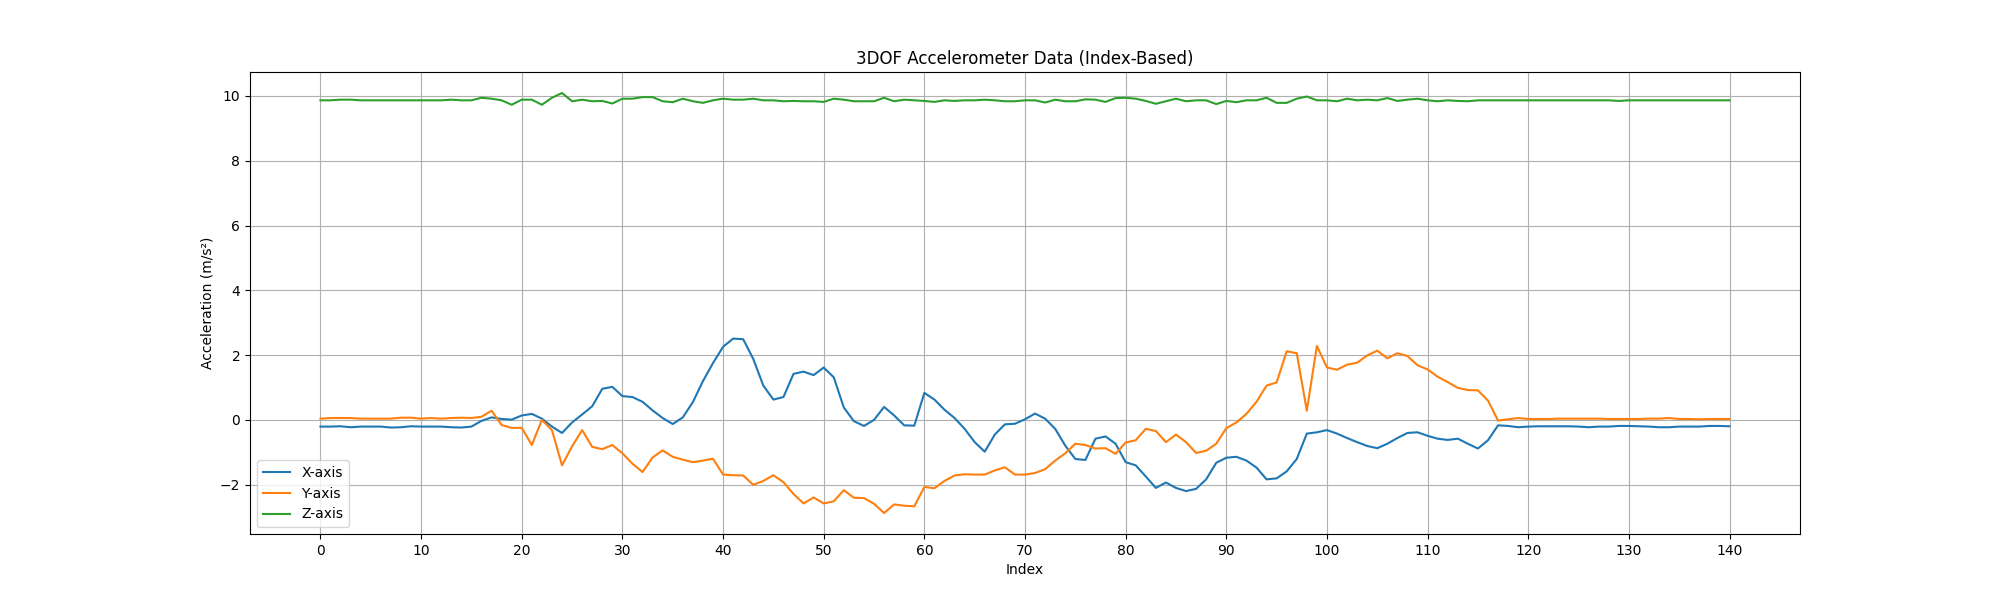 3DOF Accelerometer Data (Index-Based)
Acceleration (m/s²)
10
8
6
4
2
0
−2
X-axis
Y-axis
Z-axis
0 10 20 30 40 50 60 70 80 90 100 110 120 130 140
Index